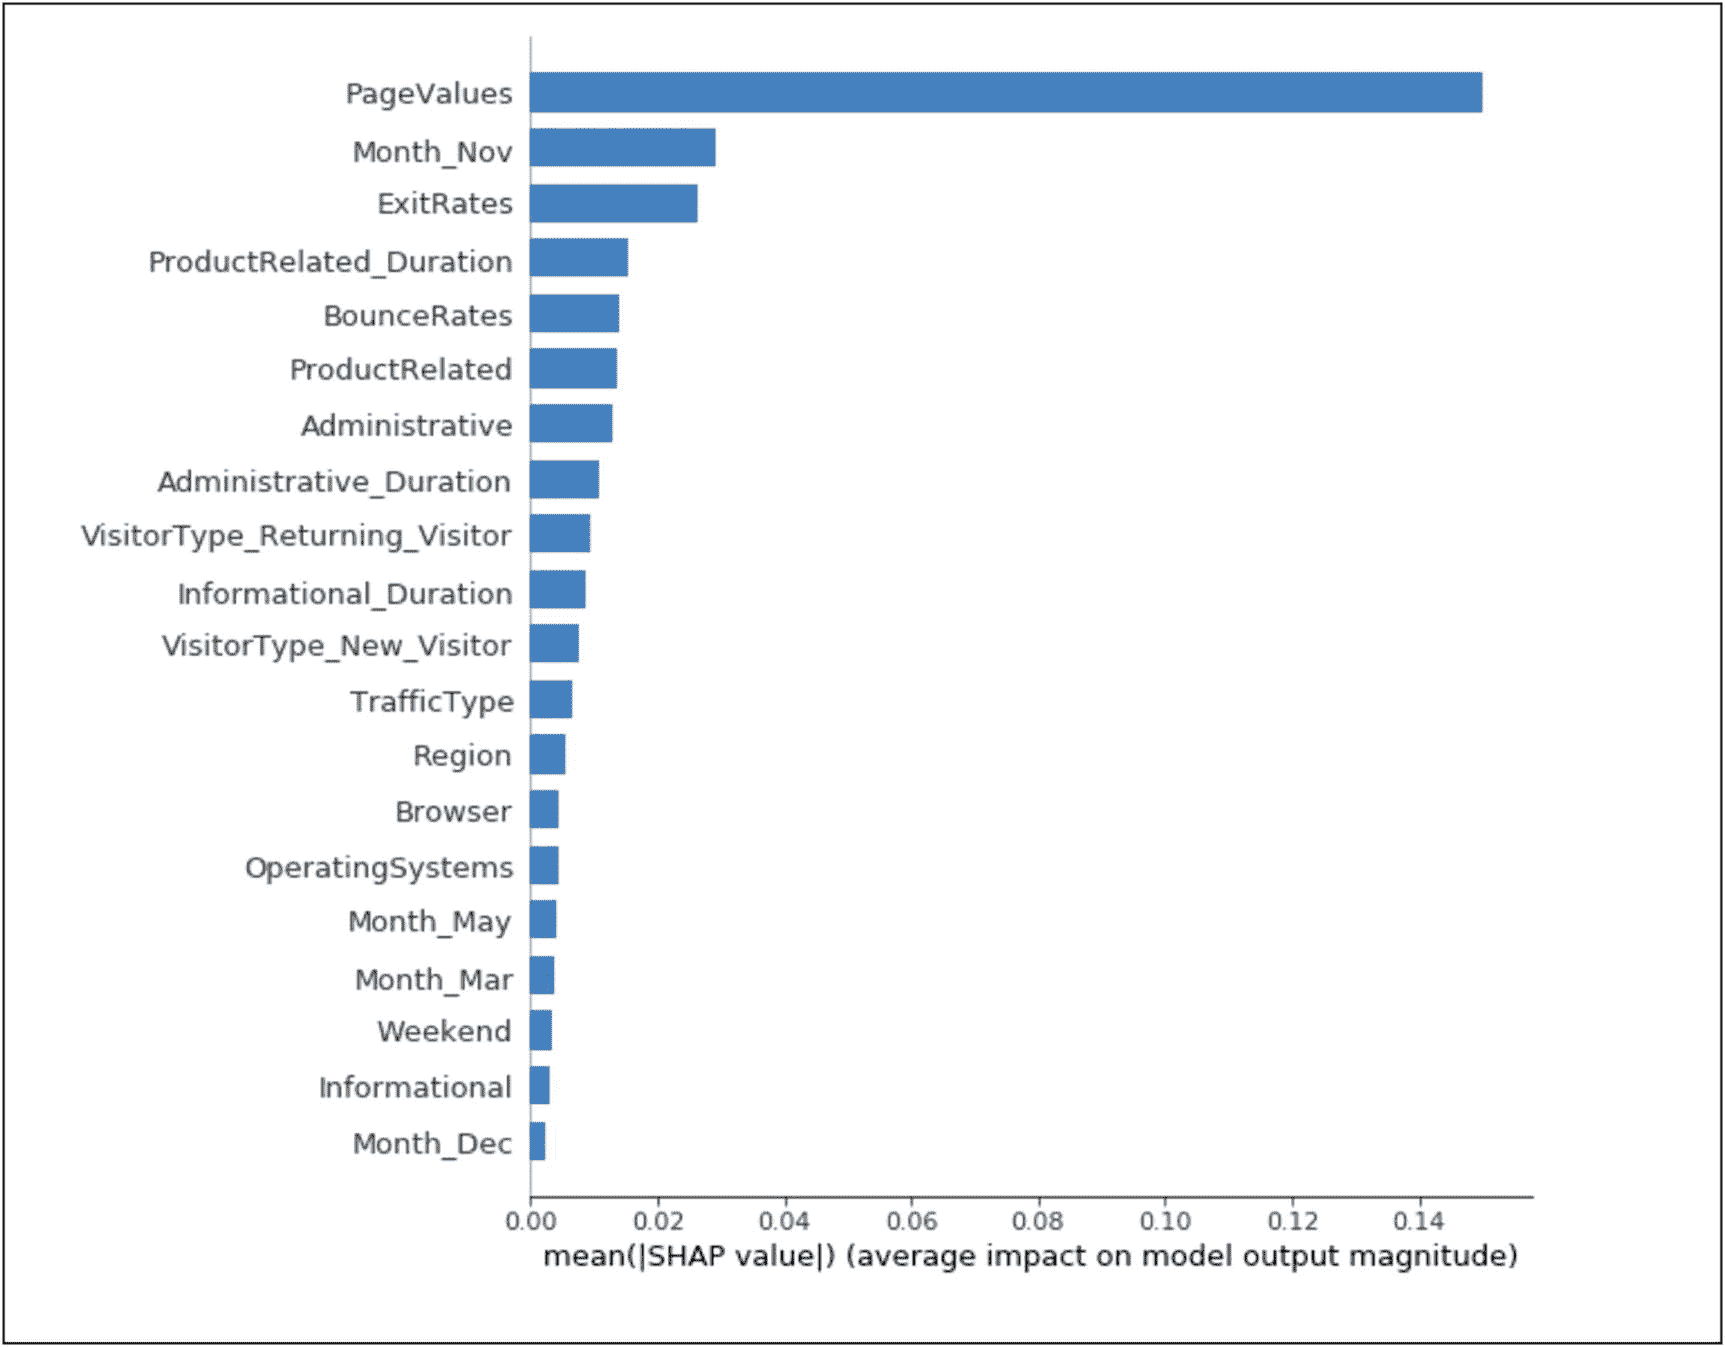 PageValues
Month_Nov
ExitRates
ProductRelated_Duration
BounceRates
ProductRelated
Administrative
Administrative_Duration
VisitorType_Returning_Visitor
Informational_Duration
VisitorType_New_Visitor
TrafficType
Region
Browser
OperatingSystems
Month_May
Month_Mar
Weekend
Informational
Month_Dec
0.00 0.02 0.04 0.06 0.08 0.10 0.12 0.14
mean(|SHAP value|) (average impact on model output magnitude)